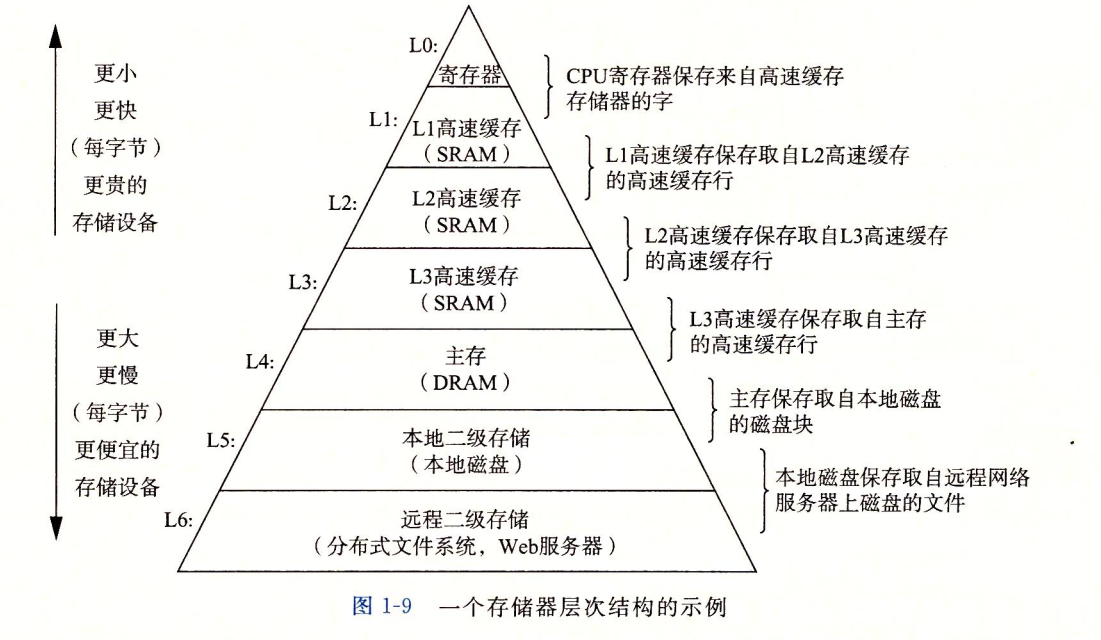 更小
更快
（每字节）
更贵的
存储设备
更大
更慢
（每字节）
更便宜的
存储设备
L0:
寄存器
L1:
L1高速缓存
（SRAM）
L2:
L2高速缓存
（SRAM）
L3:
L3高速缓存
（SRAM）
L4:
主存
（DRAM）
L5:
本地二级存储
（本地磁盘）
L6:
远程二级存储
（分布式文件系统，Web服务器）
CPU寄存器保存来自高速缓存
存储器的字
L1高速缓存保存取自L2高速缓存
的高速缓存行
L2高速缓存保存取自L3高速缓存
的高速缓存行
L3高速缓存保存取自主存
的高速缓存行
主存保存取自本地磁盘
的磁盘块
本地磁盘保存取自远程网络
服务器上磁盘的文件
图 1-9 一个存储器层次结构的示例